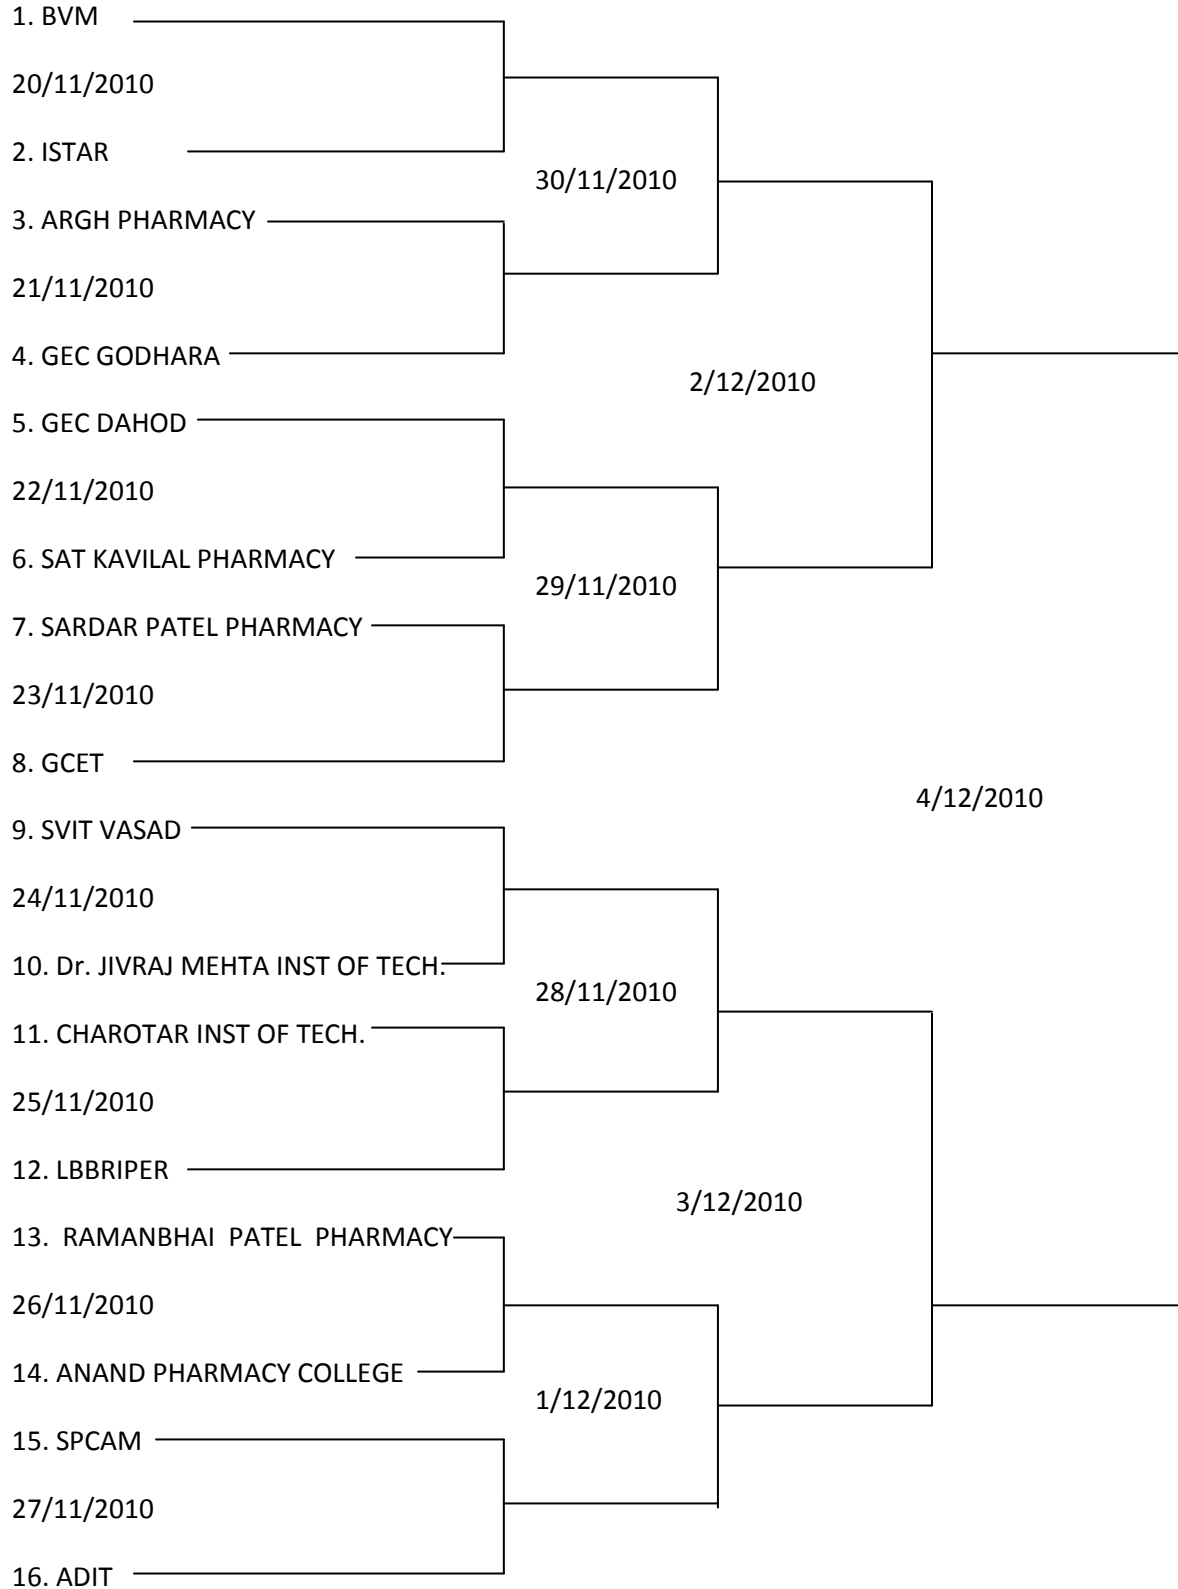 1. BVM
20/11/2010
2. ISTAR
30/11/2010
3. ARGH PHARMACY
21/11/2010
4. GEC GODHARA
2/12/2010
5. GEC DAHOD
22/11/2010
6. SAT KAVILAL PHARMACY
29/11/2010
7. SARDAR PATEL PHARMACY
23/11/2010
8. GCET
4/12/2010
9. SVIT VASAD
24/11/2010
10. Dr. JIVRAJ MEHTA INST OF TECH.
28/11/2010
11. CHAROTAR INST OF TECH.
25/11/2010
12. LBBRIPER
3/12/2010
13. RAMANBHAI PATEL PHARMACY
26/11/2010
14. ANAND PHARMACY COLLEGE
1/12/2010
15. SPCAM
27/11/2010
16. ADIT